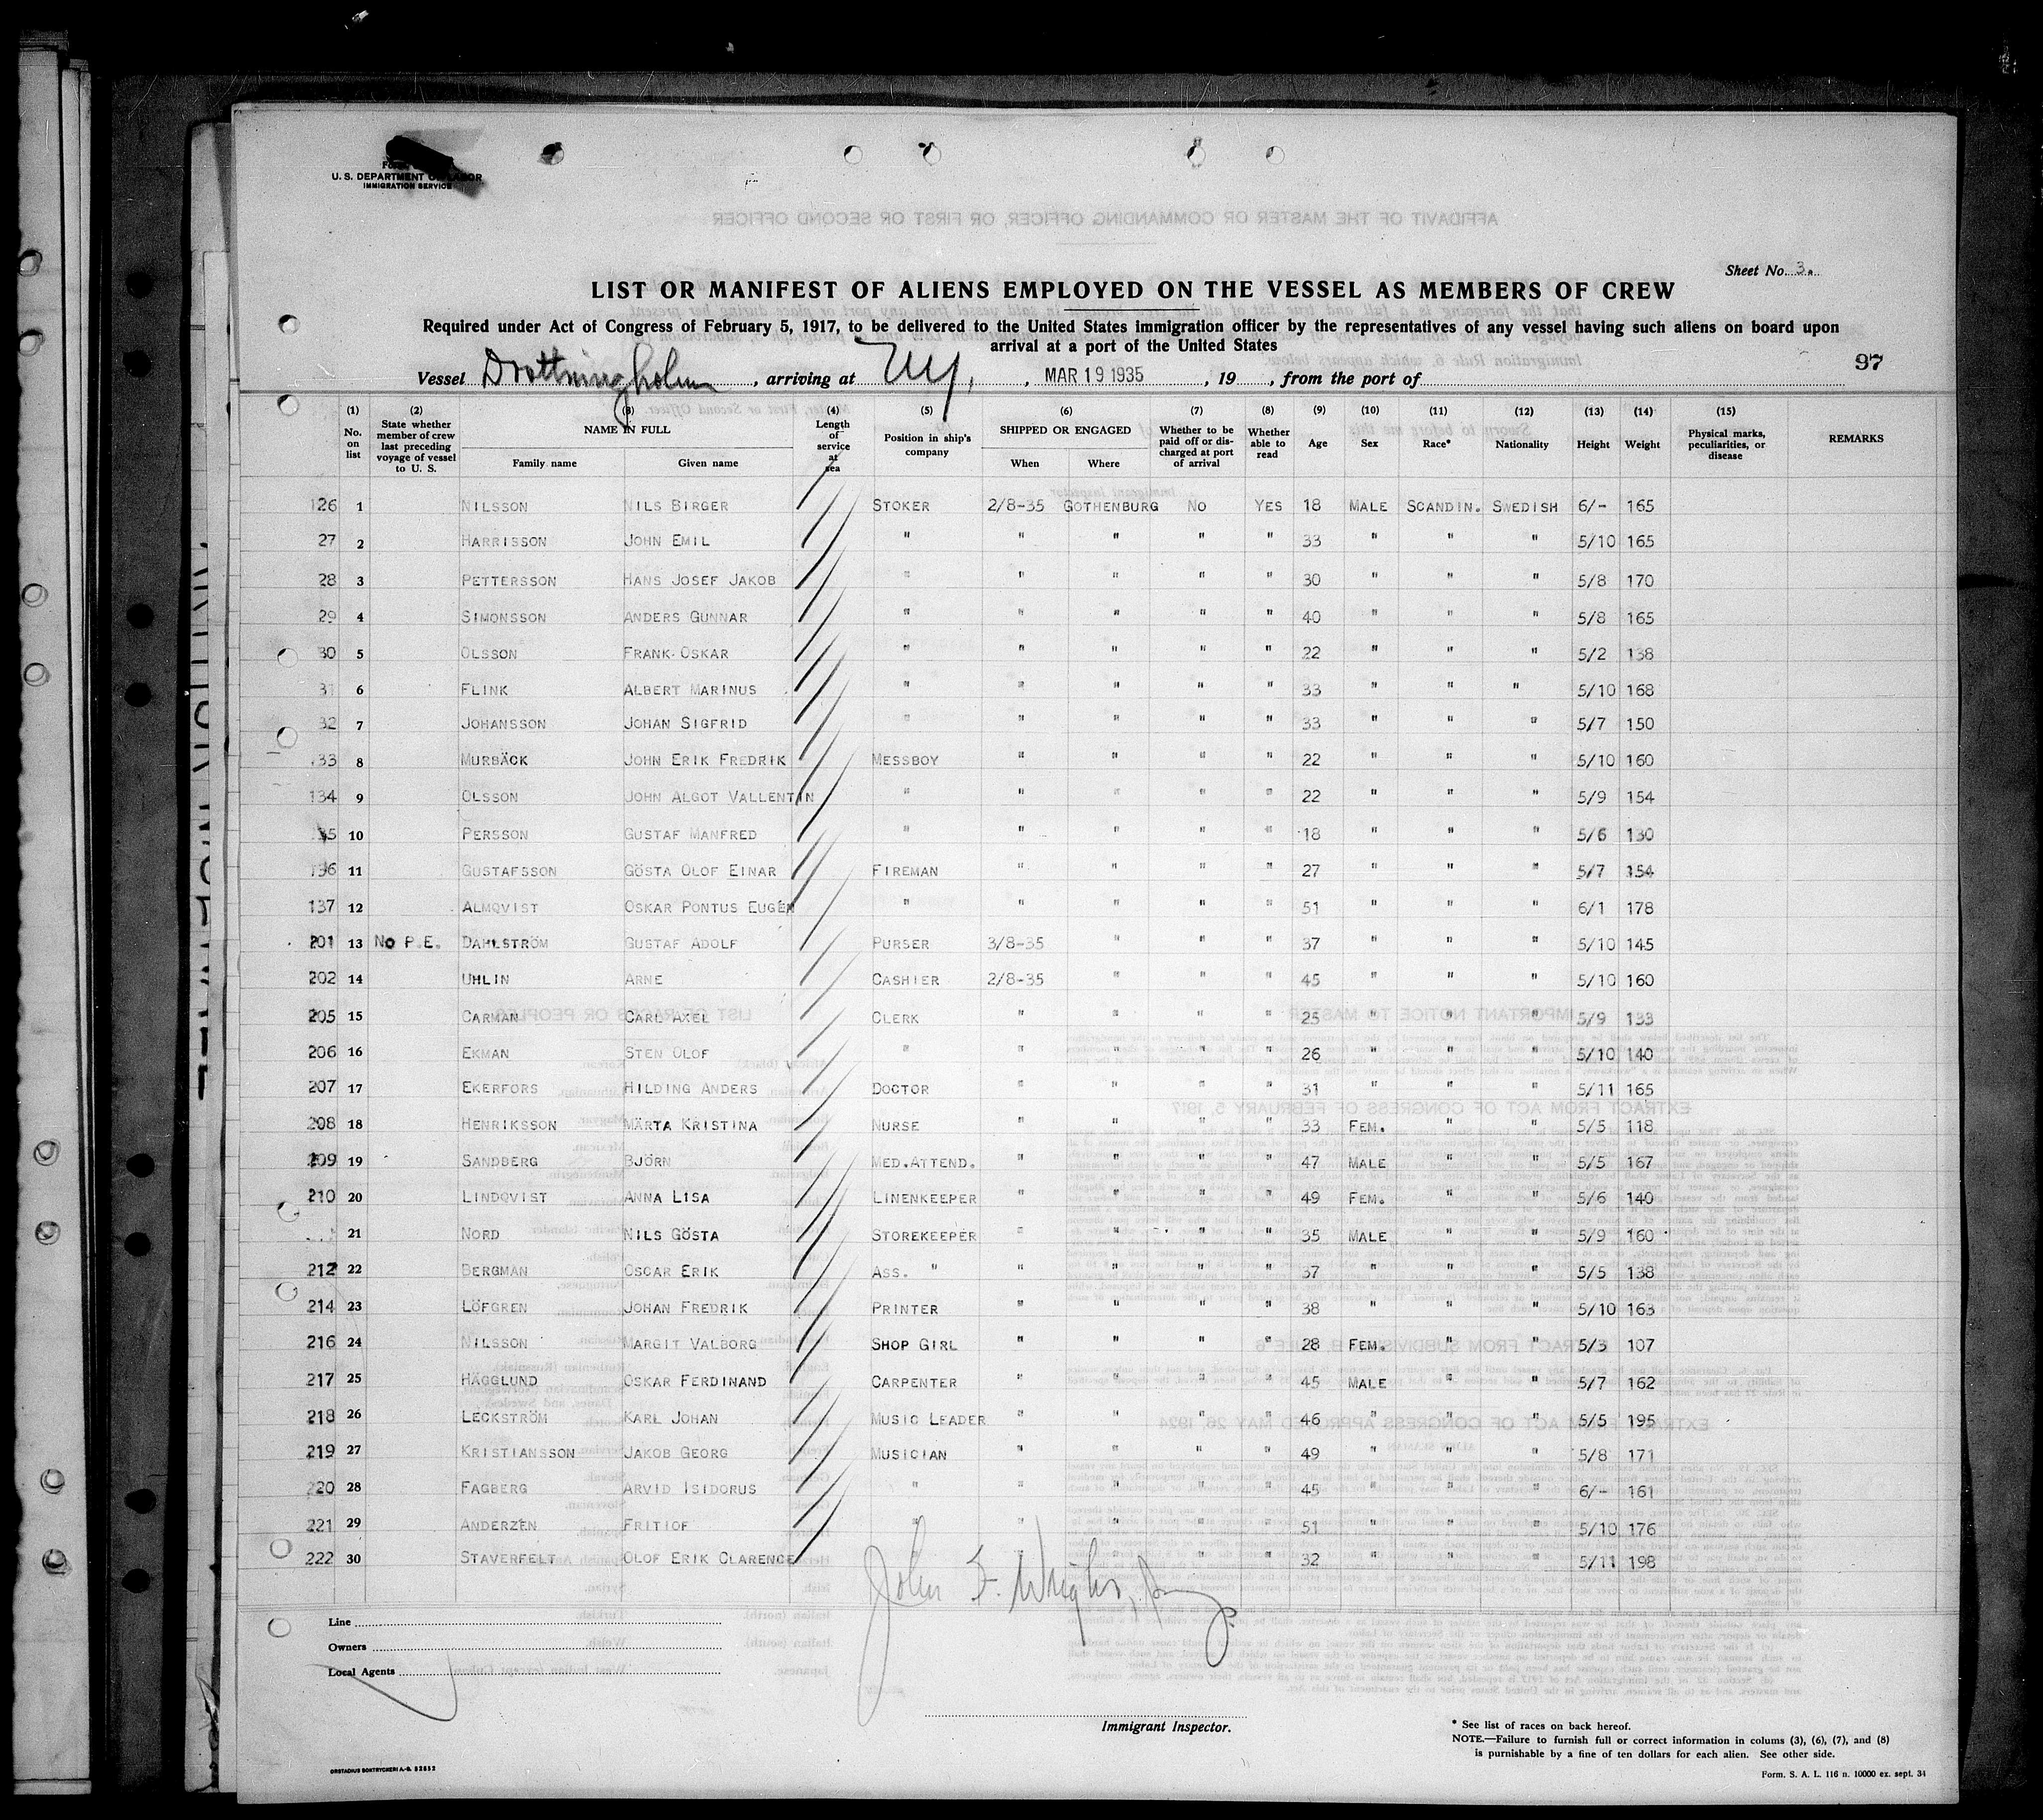 U. S. DEPARTMENT OF LABOR
IMMIGRATION SERVICE
Sheet No. 3.
LIST OR MANIFEST OF ALIENS EMPLOYED ON THE VESSEL AS MEMBERS OF CREW
Required under Act of Congress of February 5, 1917, to be delivered to the United States immigration officer by the representatives of any vessel having such aliens on board upon
arrival at a port of the United States
97
Vessel Drottningholm, arriving at NY, MAR 19 1935, 19 , from the port of
(1) No. on list (2) State whether member of crew last preceding voyage of vessel to U. S. (3) NAME IN FULL Family name Given name (4) Length of service at sea (5) Position in ship's company (6) SHIPPED OR ENGAGED When Where (7) Whether to be paid off or discharged at port of arrival (8) Whether able to read (9) Age (10) Sex (11) Race* (12) Nationality (13) Height (14) Weight (15) Physical marks, peculiarities, or disease REMARKS
126 1 NILSSON NILS BIRGER STOKER 2/8-35 GOTHENBURG NO YES 18 MALE SCANDIN. SWEDISH 6/- 165
27 2 HARRISSON JOHN EMIL " " " " " 33 " " " 5/10 165
28 3 PETTERSSON HANS JOSEF JAKOB " " " " " 30 " " " 5/8 170
29 4 SIMONSSON ANDERS GUNNAR " " " " " 40 " " " 5/8 165
30 5 OLSSON FRANK OSKAR " " " " " 22 " " " 5/2 138
31 6 FLINK ALBERT MARINUS " " " " " 33 " " " 5/10 168
32 7 JOHANSSON JOHAN SIGFRID " " " " " 33 " " " 5/7 150
33 8 MURBÄCK JOHN ERIK FREDRIK MESSBOY " " " " 22 " " " 5/10 160
134 9 OLSSON JOHN ALGOT VALLENTIN " " " " " 22 " " " 5/9 154
35 10 PERSSON GUSTAF MANFRED " " " " " 18 " " " 5/6 130
136 11 GUSTAFSSON GÖSTA OLOF EINAR FIREMAN " " " " 27 " " " 5/7 154
137 12 ALMQVIST OSKAR PONTUS EUGEN " " " " " 51 " " " 6/1 178
201 13 NO P.E. DAHLSTRÖM GUSTAF ADOLF PURSER 3/8-35 " " " 37 " " " 5/10 145
202 14 UHLIN ARNE CASHIER 2/8-35 " " " 45 " " " 5/10 160
205 15 CARMAN CARL AXEL CLERK " " " " 25 " " " 5/9 133
206 16 EKMAN STEN OLOF " " " " " 26 " " " 5/10 140
207 17 EKERFORS HILDING ANDERS DOCTOR " " " " 31 " " " 5/11 165
208 18 HENRIKSSON MÄRTA KRISTINA NURSE " " " " 33 FEM. " " 5/5 118
209 19 SANDBERG BJÖRN MED.ATTEND. " " " " 47 MALE " " 5/5 167
210 20 LINDQVIST ANNA LISA LINENKEEPER " " " " 49 FEM. " " 5/6 140
21 NORD NILS GÖSTA STOREKEEPER " " " " 35 MALE " " 5/9 160
212 22 BERGMAN OSCAR ERIK ASS. " " " " " 37 " " " 5/5 138
214 23 LÖFGREN JOHAN FREDRIK PRINTER " " " " 38 " " " 5/10 163
216 24 NILSSON MARGIT VALBORG SHOP GIRL " " " " 28 FEM. " " 5/3 107
217 25 HÄGGLUND OSKAR FERDINAND CARPENTER " " " " 45 MALE " " 5/7 162
218 26 LECKSTRÖM KARL JOHAN MUSIC LEADER " " " " 46 " " " 5/5 195
219 27 KRISTIANSSON JAKOB GEORG MUSICIAN " " " " 49 " " " 5/8 171
220 28 FAGBERG ARVID ISIDORUS " " " " " 45 " " " 6/- 161
221 29 ANDERZEN FRITIOF " " " " " 51 " " " 5/10 176
222 30 STAVERFELT OLOF ERIK CLARENCE " " " " 32 " " " 5/11 198
John F. Wright, Jr.
Line
Owners
Local Agents
Immigrant Inspector.
* See list of races on back hereof.
NOTE.—Failure to furnish full or correct information in colums (3), (6), (7), and (8)
is punishable by a fine of ten dollars for each alien. See other side.
ORSTADIUS BOKTRYCKERI A.-B. 32652
Form. S. A. L. 116 n. 10000 ex. sept. 34